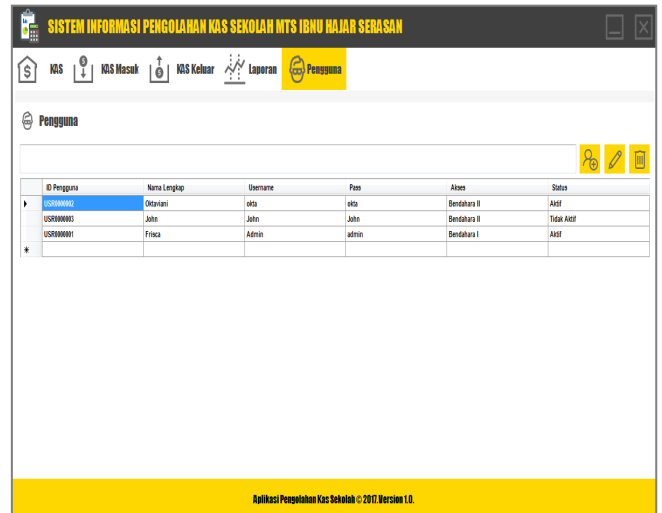 SISTEM INFORMASI PENGOLAHAN KAS SEKOLAH MTS IBNU HAJAR SERASAN
KAS KAS Masuk KAS Keluar Laporan Pengguna
Pengguna
ID Pengguna Nama Lengkap Username Pass Akses Status
USR0000002 Oktaviani okta okta Bendahara II Aktif
USR0000003 John John John Bendahara II Tidak Aktif
USR0000001 Frisca Admin admin Bendahara I Aktif
Aplikasi Pengolahan Kas Sekolah © 2017. Version 1.0.